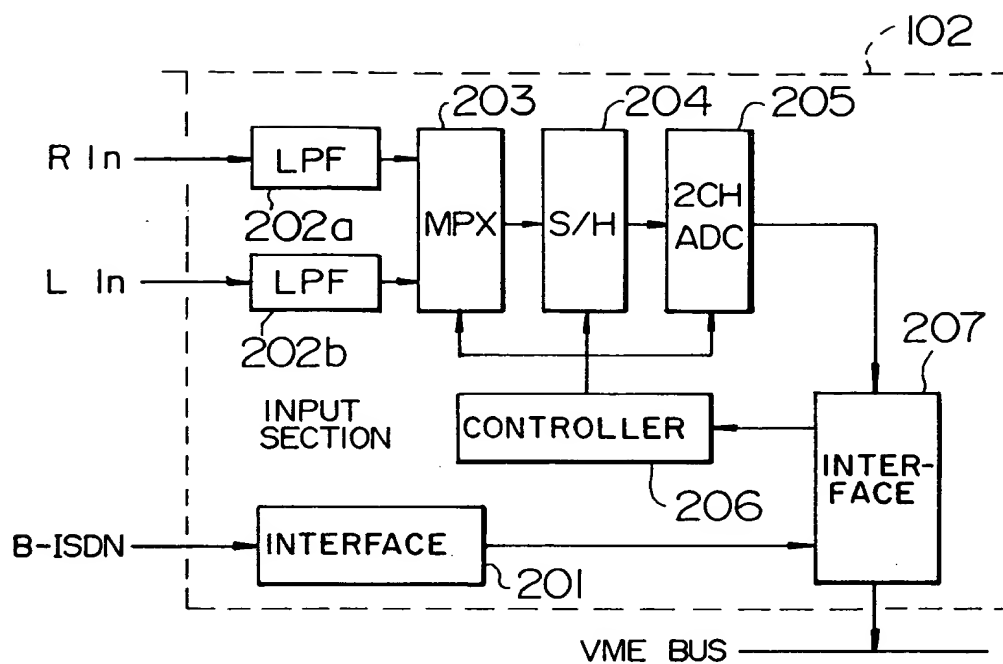 102
203
204
205
R In
LPF
202a
MPX
S/H
2CH
ADC
L In
LPF
202b
207
INPUT
SECTION
CONTROLLER
206
INTER-
FACE
B-ISDN
INTERFACE
201
VME BUS